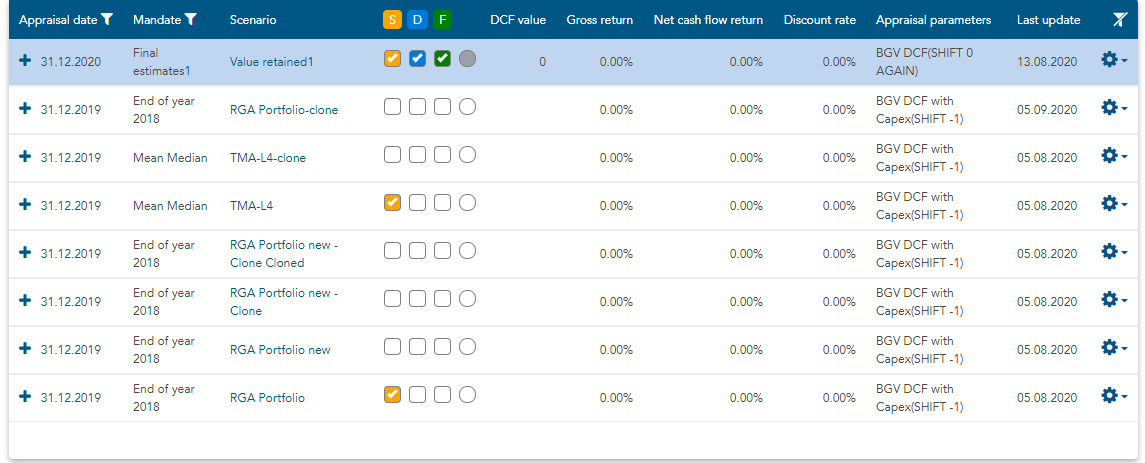 Appraisal date Mandate Scenario S D F DCF value Gross return Net cash flow return Discount rate Appraisal parameters Last update
31.12.2020 Final estimates1 Value retained1 0 0.00% 0.00% 0.00% BGV DCF(SHIFT 0 AGAIN) 13.08.2020
31.12.2019 End of year 2018 RGA Portfolio-clone 0.00% 0.00% 0.00% BGV DCF with Capex(SHIFT -1) 05.09.2020
31.12.2019 Mean Median TMA-L4-clone 0.00% 0.00% 0.00% BGV DCF with Capex(SHIFT -1) 05.08.2020
31.12.2019 Mean Median TMA-L4 0.00% 0.00% 0.00% BGV DCF with Capex(SHIFT -1) 05.08.2020
31.12.2019 End of year 2018 RGA Portfolio new - Clone Cloned 0.00% 0.00% 0.00% BGV DCF with Capex(SHIFT -1) 05.08.2020
31.12.2019 End of year 2018 RGA Portfolio new - Clone 0.00% 0.00% 0.00% BGV DCF with Capex(SHIFT -1) 05.08.2020
31.12.2019 End of year 2018 RGA Portfolio new 0.00% 0.00% 0.00% BGV DCF with Capex(SHIFT -1) 05.08.2020
31.12.2019 End of year 2018 RGA Portfolio 0.00% 0.00% 0.00% BGV DCF with Capex(SHIFT -1) 05.08.2020